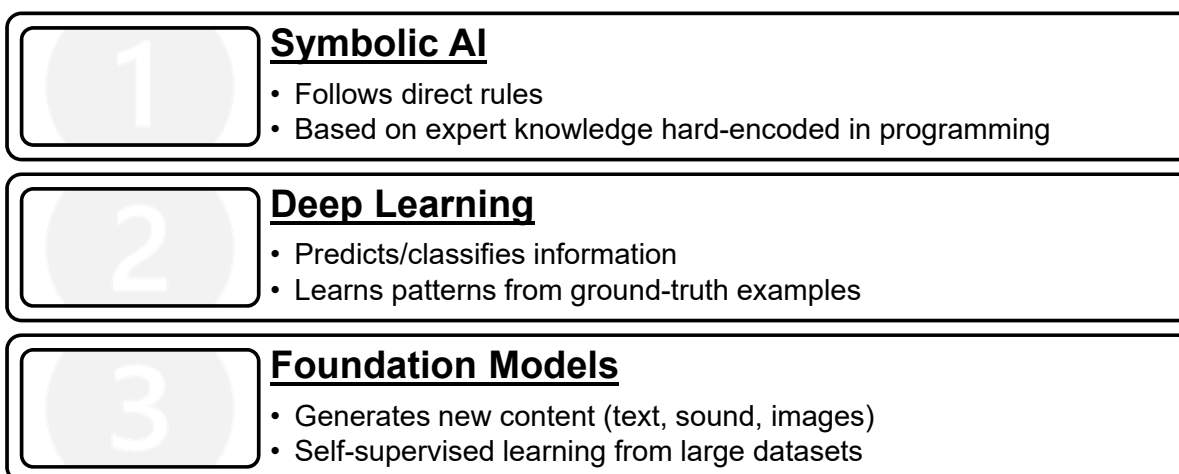 1
Symbolic AI
• Follows direct rules
• Based on expert knowledge hard-encoded in programming
2
Deep Learning
• Predicts/classifies information
• Learns patterns from ground-truth examples
3
Foundation Models
• Generates new content (text, sound, images)
• Self-supervised learning from large datasets